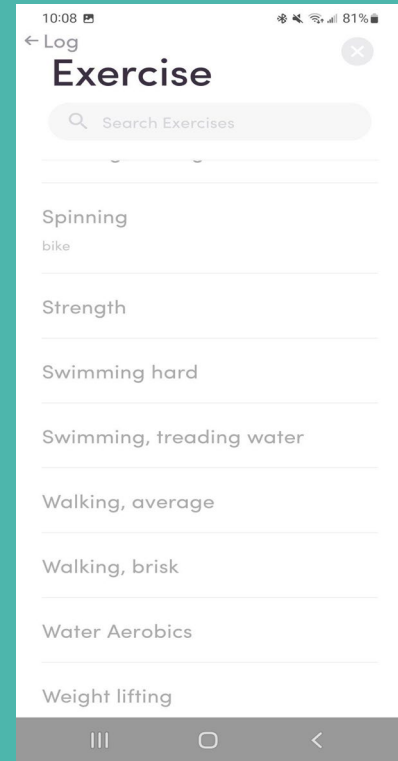 10:08 81%
← Log
Exercise
Search Exercises
Spinning
bike
Strength
Swimming hard
Swimming, treading water
Walking, average
Walking, brisk
Water Aerobics
Weight lifting